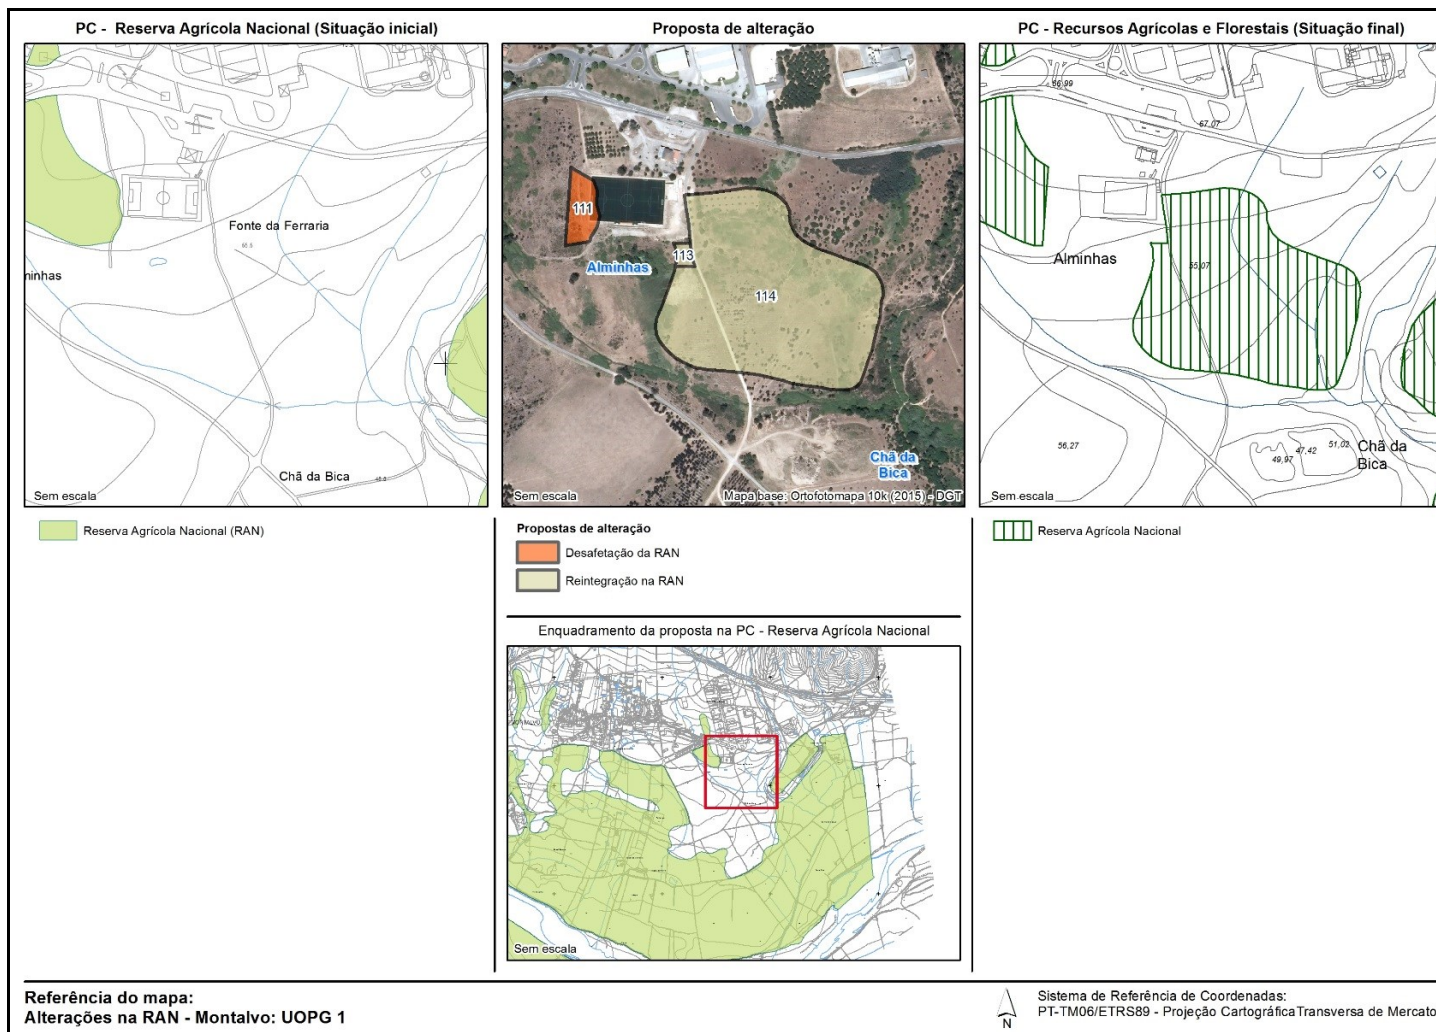 PC - Reserva Agrícola Nacional (Situação inicial)
Fonte da Ferraria
65.5
minhas
Chã da Bica
Sem escala
Reserva Agrícola Nacional (RAN)
Proposta de alteração
111
113
Alminhas
114
Chã da
Bica
Sem escala
Mapa base: Ortofotomapa 10k (2015) - DGT
Propostas de alteração
Desafetação da RAN
Reintegração na RAN
Enquadramento da proposta na PC - Reserva Agrícola Nacional
Sem escala
PC - Recursos Agrícolas e Florestais (Situação final)
66,99
67,07
Alminhas
55,07
56,27
49,97
47,42
51,02
Chã da
Bica
Sem escala
Reserva Agrícola Nacional
Referência do mapa:
Alterações na RAN - Montalvo: UOPG 1
N
Sistema de Referência de Coordenadas:
PT-TM06/ETRS89 - Projeção Cartográfica Transversa de Mercato